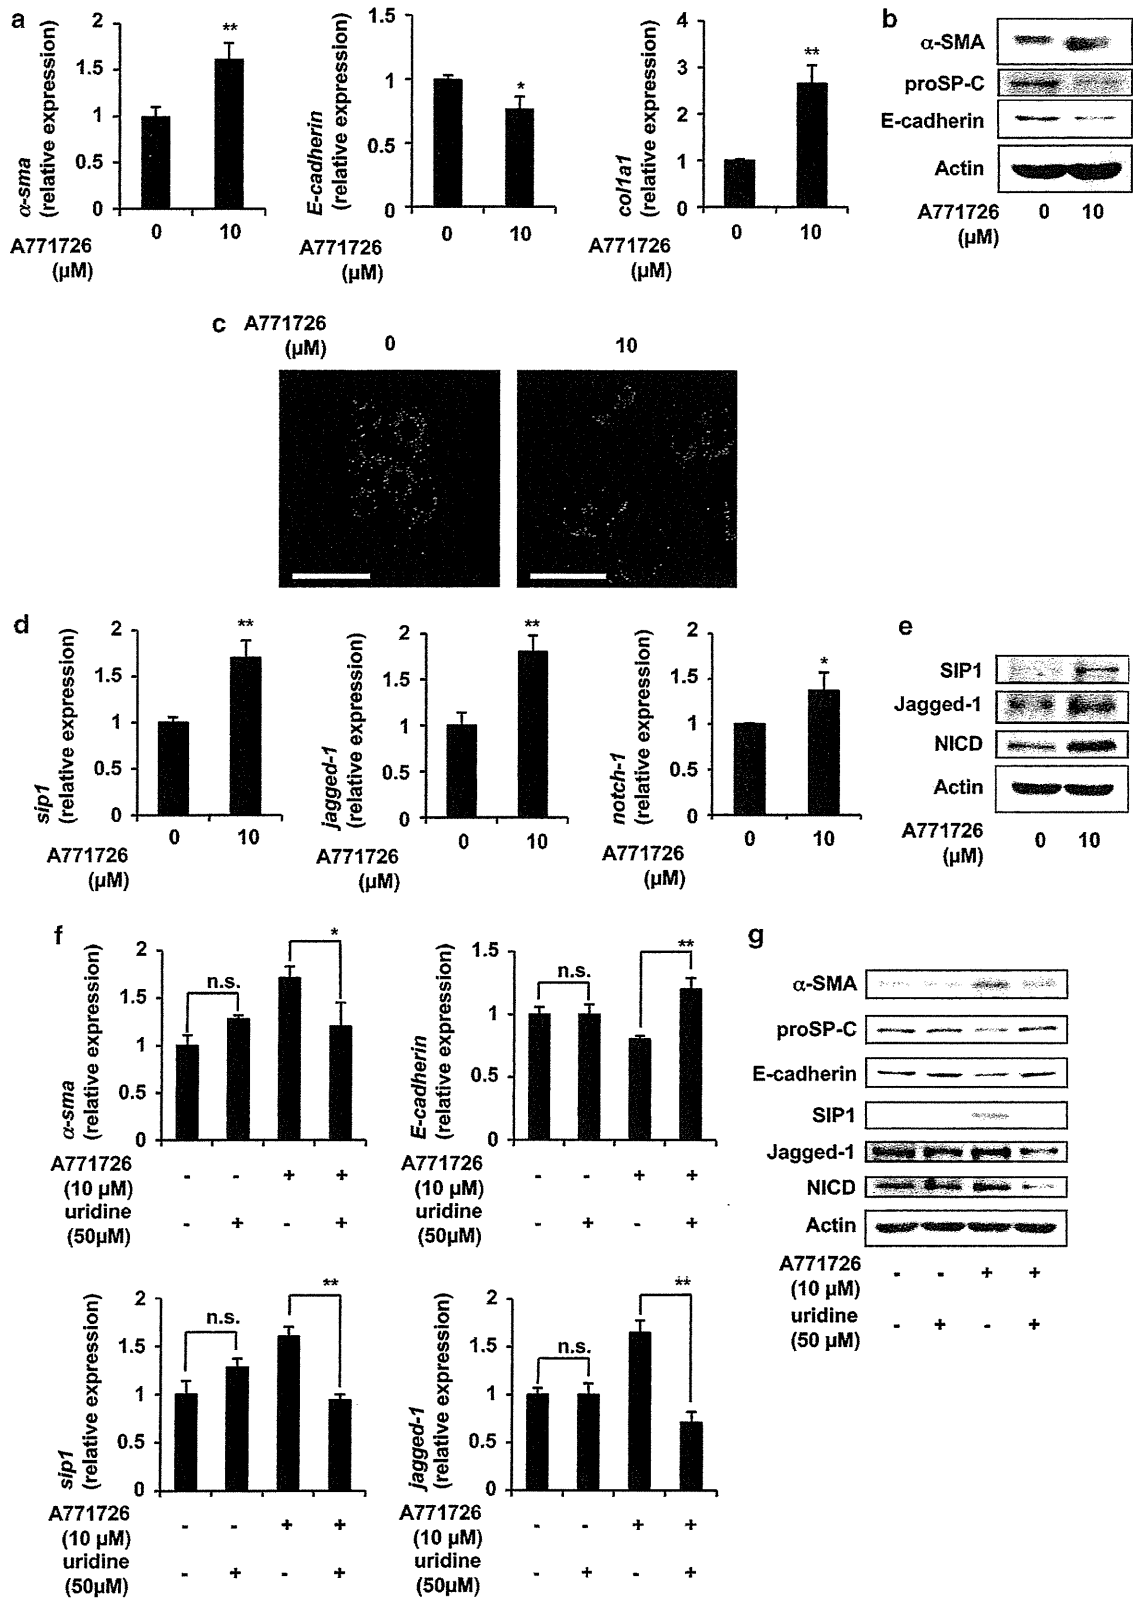 a
α-sma
(relative expression)
2
1.5
1
0.5
0
**
0
10
A771726
(μM)
E-cadherin
(relative expression)
1.5
1
0.5
0
*
0
10
A771726
(μM)
col1a1
(relative expression)
4
3
2
1
0
**
0
10
A771726
(μM)
b
α-SMA
proSP-C
E-cadherin
Actin
A771726
(μM)
0
10
c
A771726
(μM)
0
10
d
sip1
(relative expression)
2
1.5
1
0.5
0
**
0
10
A771726
(μM)
jagged-1
(relative expression)
2
1.5
1
0.5
0
**
0
10
A771726
(μM)
notch-1
(relative expression)
2
1.5
1
0.5
0
*
0
10
A771726
(μM)
e
SIP1
Jagged-1
NICD
Actin
A771726
(μM)
0
10
f
α-sma
(relative expression)
2
1.5
1
0.5
0
n.s.
*
A771726
(10 μM)
- - + +
uridine
(50μM)
- + - +
E-cadherin
(relative expression)
1.5
1
0.5
0
n.s.
**
A771726
(10 μM)
- - + +
uridine
(50μM)
- + - +
g
α-SMA
proSP-C
E-cadherin
SIP1
Jagged-1
NICD
Actin
A771726
(10 μM)
- - + +
uridine
(50 μM)
- + - +
sip1
(relative expression)
2
1.5
1
0.5
0
n.s.
**
A771726
(10 μM)
- - + +
uridine
(50μM)
- + - +
jagged-1
(relative expression)
2
1.5
1
0.5
0
n.s.
**
A771726
(10 μM)
- - + +
uridine
(50μM)
- + - +